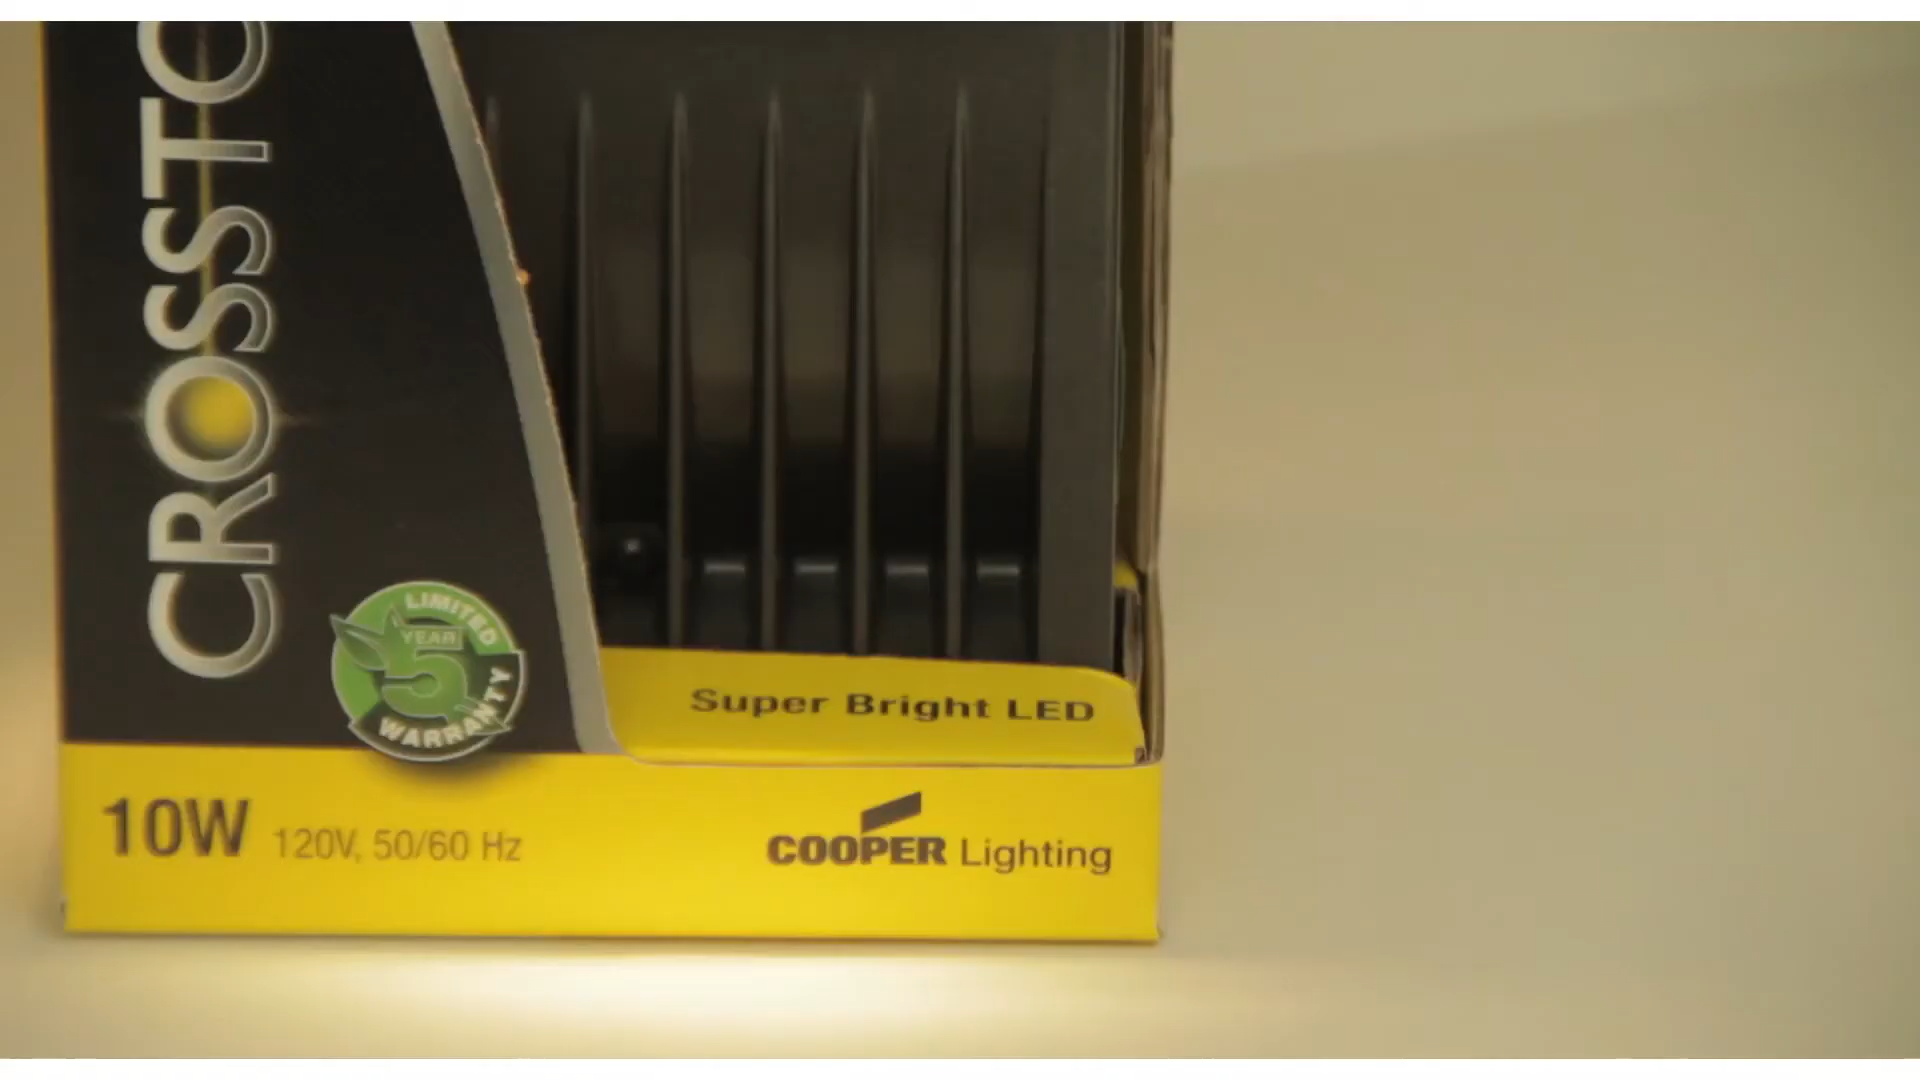 CROSSTO
LIMITED
YEAR
5
WARRANTY
Super Bright LED
10W 120V, 50/60 Hz
COOPER Lighting